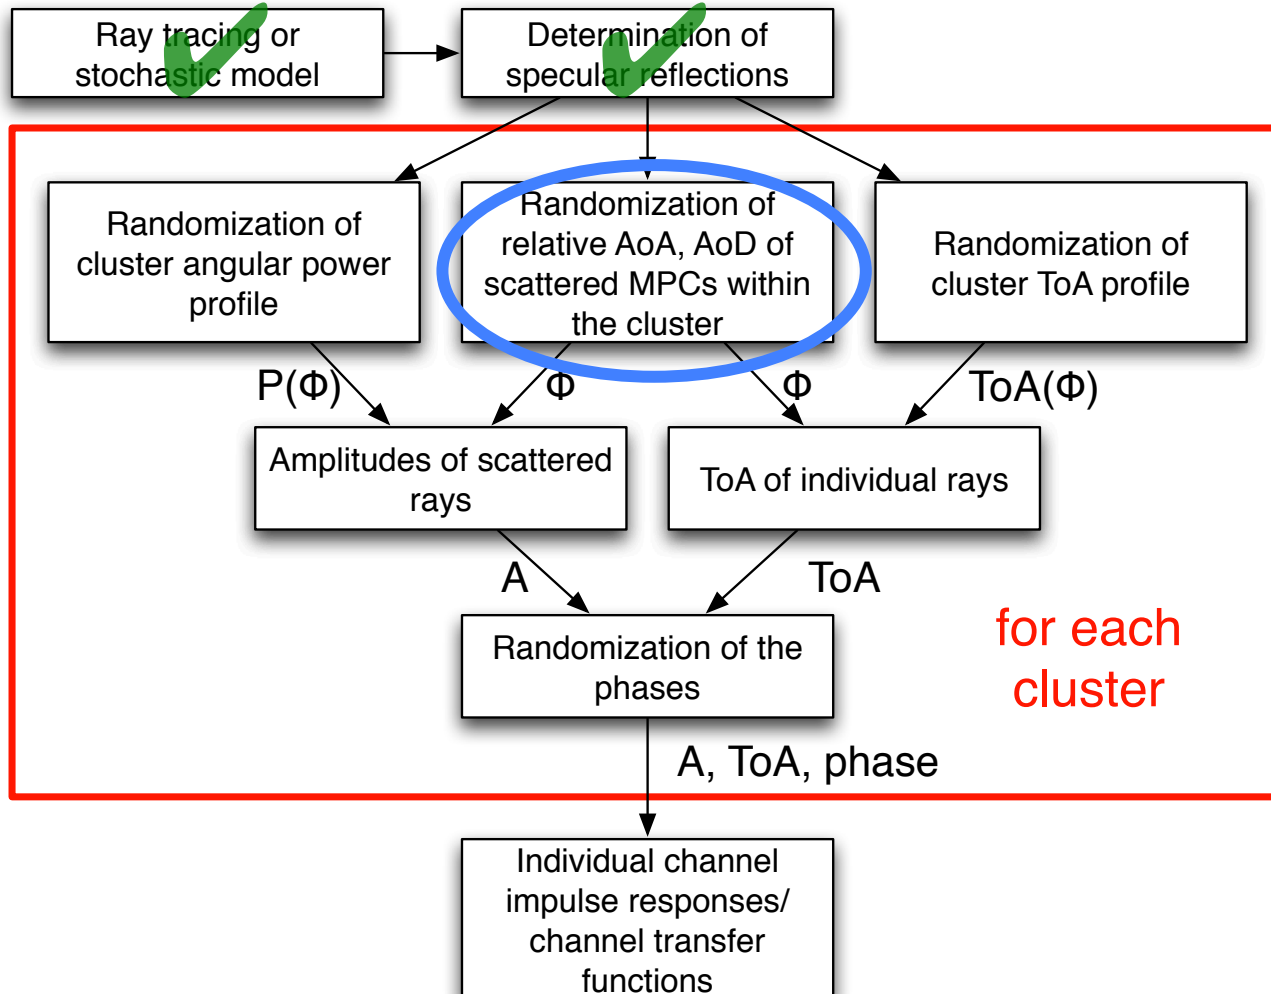 Ray tracing or
stochastic model
Determination of
specular reflections
Randomization of
cluster angular power
profile
Randomization of
relative AoA, AoD of
scattered MPCs within
the cluster
Randomization of
cluster ToA profile
P(Φ)
Φ
Φ
ToA(Φ)
Amplitudes of scattered
rays
ToA of individual rays
A
ToA
Randomization of the
phases
for each
cluster
A, ToA, phase
Individual channel
impulse responses/
channel transfer
functions